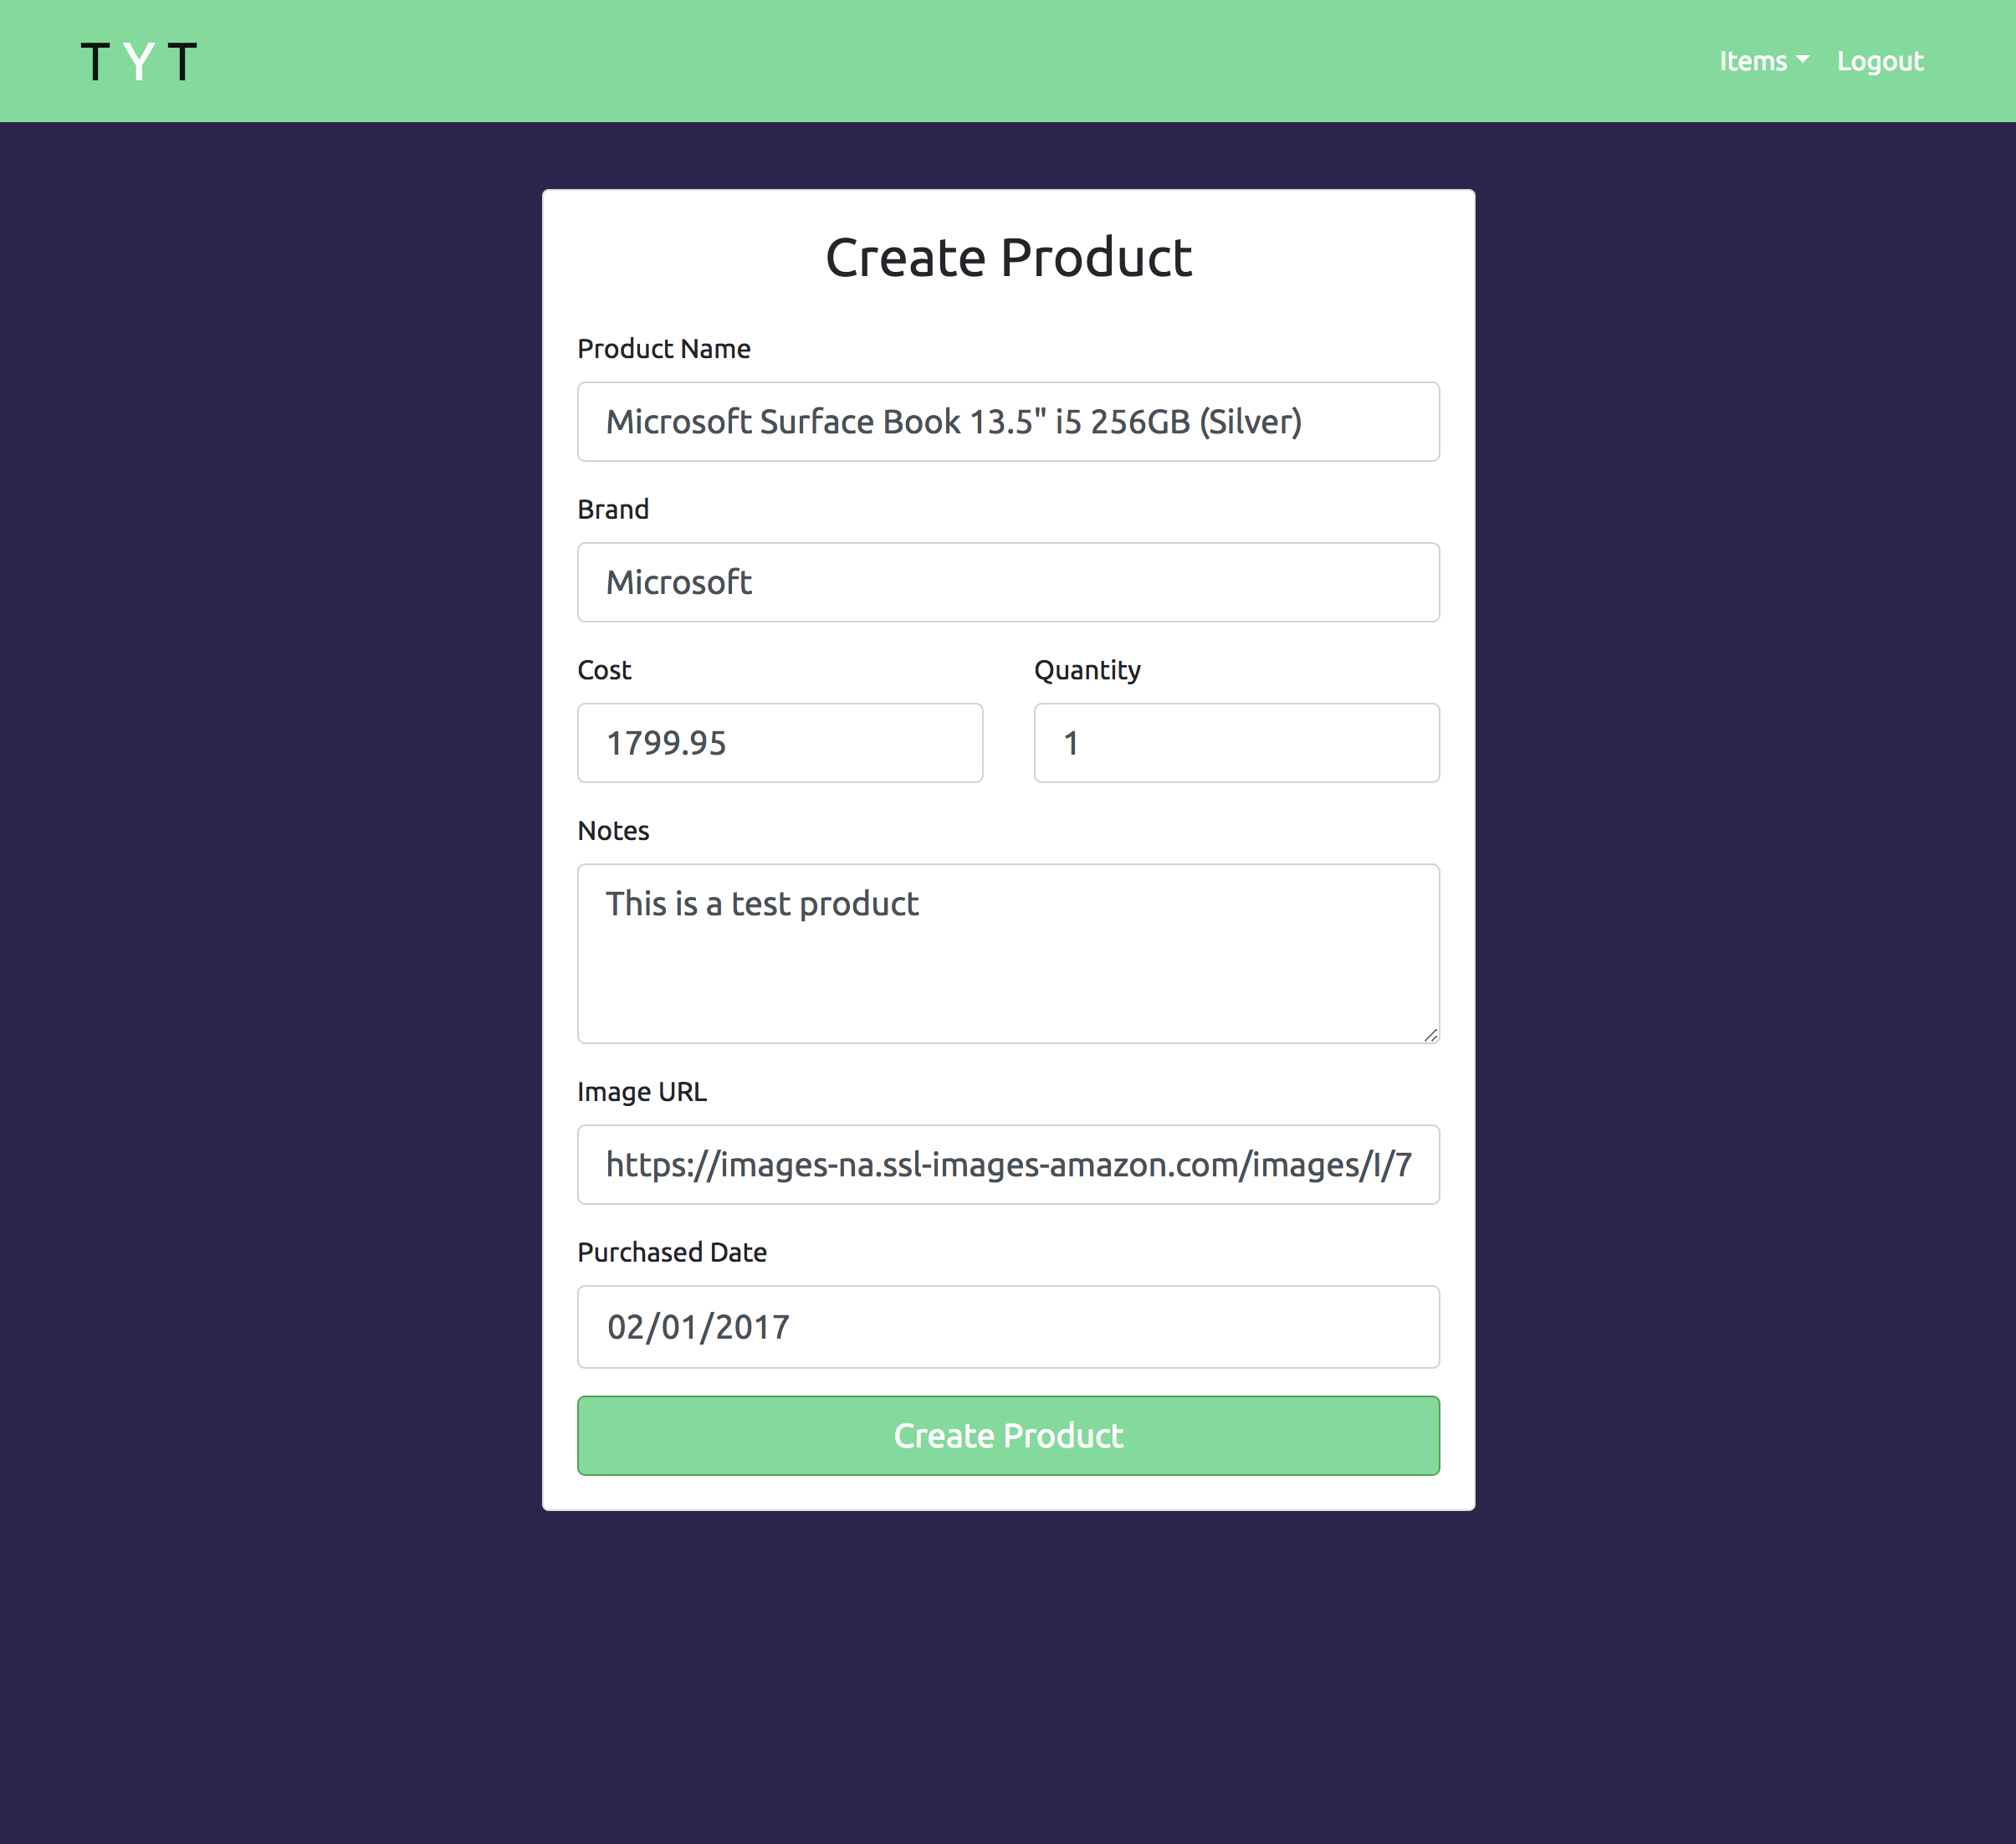 T Y T
Items Logout
Create Product
Product Name
Microsoft Surface Book 13.5" i5 256GB (Silver)
Brand
Microsoft
Cost Quantity
1799.95 1
Notes
This is a test product
Image URL
https://images-na.ssl-images-amazon.com/images/I/7
Purchased Date
02/01/2017
Create Product